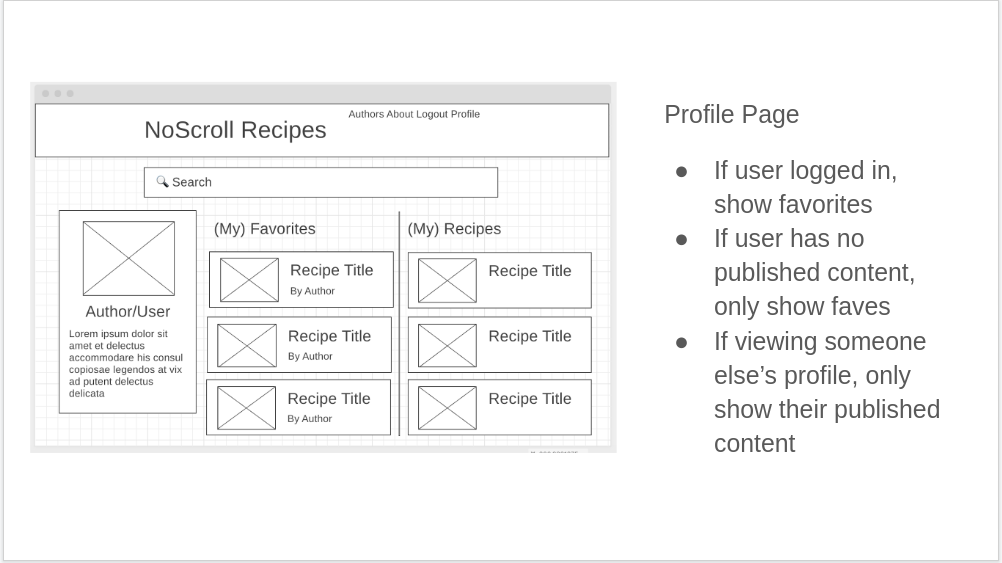 Authors About Logout Profile
NoScroll Recipes
Search
Author/User
Lorem ipsum dolor sit
amet et delectus
accommodare his consul
copiosae legendos at vix
ad putent delectus
delicata
(My) Favorites
Recipe Title
By Author
Recipe Title
By Author
Recipe Title
By Author
(My) Recipes
Recipe Title
Recipe Title
Recipe Title
Profile Page
● If user logged in,
show favorites
● If user has no
published content,
only show faves
● If viewing someone
else’s profile, only
show their published
content